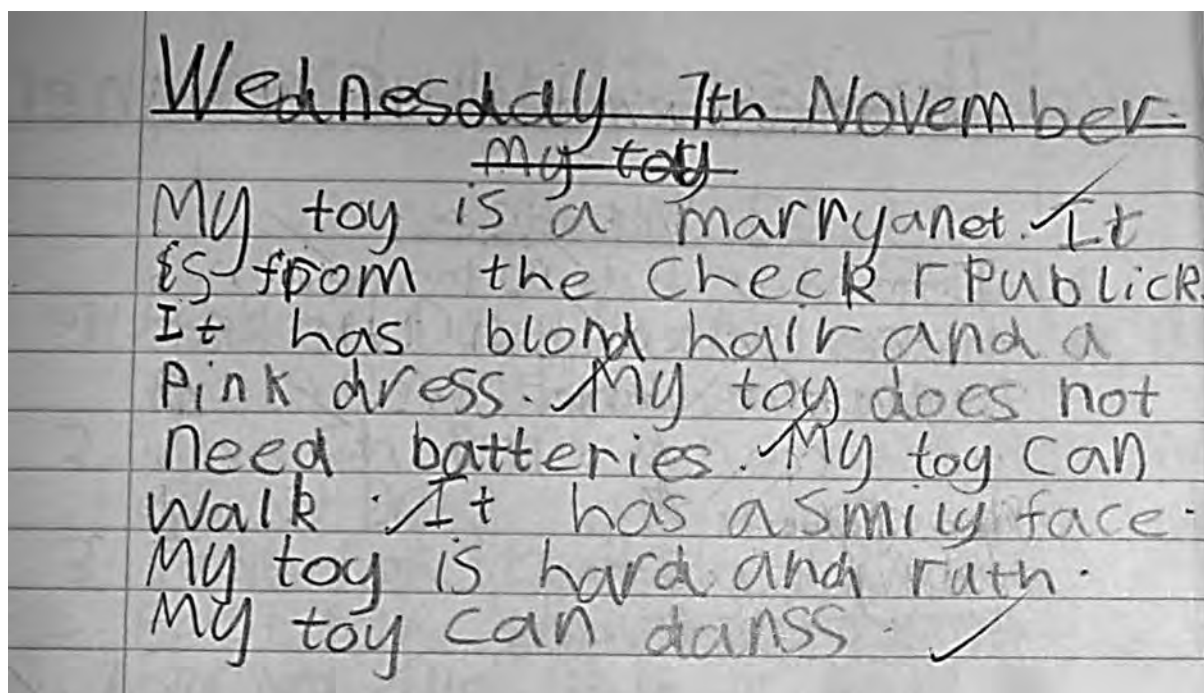 Wednesday 7th November.
My toy
My toy is a marryanet. It
is from the Check rPublick
It has blond hair and a
Pink dress. My toy does not
need batteries. My toy can
walk. It has a smily face.
My toy is hard and ruth.
My toy can danss.